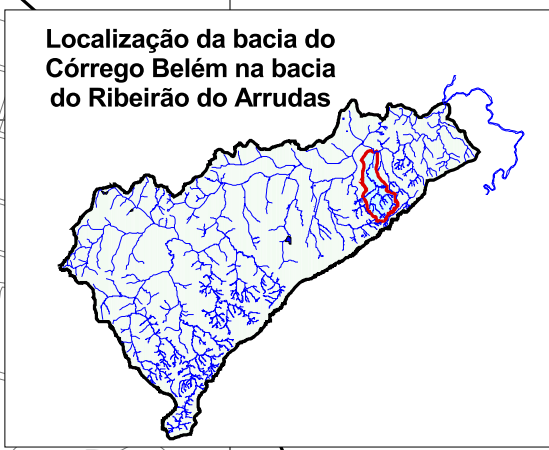 Localização da bacia do
Córrego Belém na bacia
do Ribeirão do Arrudas